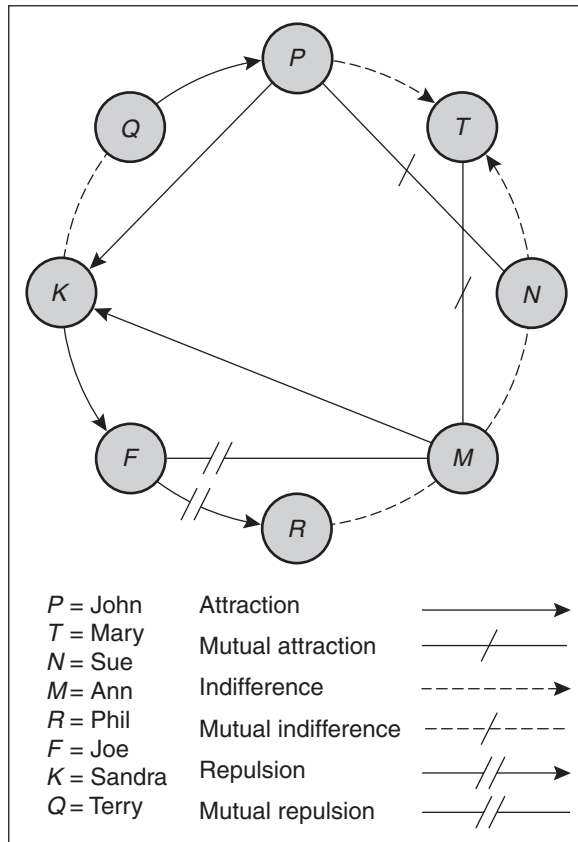 P
Q
T
K
N
F
M
R
P = John
T = Mary
N = Sue
M = Ann
R = Phil
F = Joe
K = Sandra
Q = Terry
Attraction
Mutual attraction
Indifference
Mutual indifference
Repulsion
Mutual repulsion